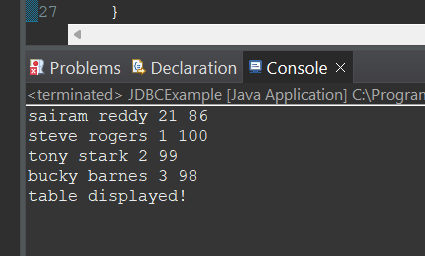 27 }
Problems Declaration Console
<terminated> JDBCExample [Java Application] C:\Program
sairam reddy 21 86
steve rogers 1 100
tony stark 2 99
bucky barnes 3 98
table displayed!